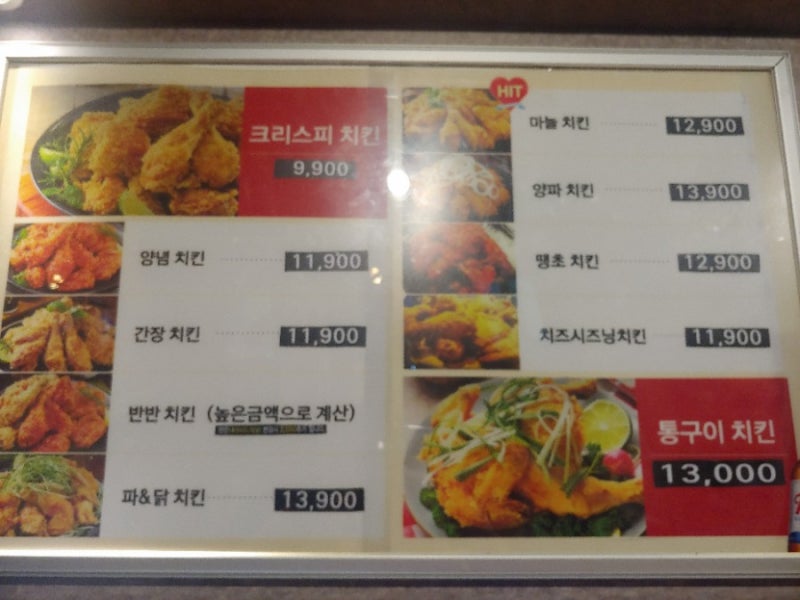 크리스피 치킨
9,900
양념 치킨 11,900
간장 치킨 11,900
반반 치킨 (높은금액으로 계산)
파&닭 치킨 13,900
HIT
마늘 치킨 12,900
양파 치킨 13,900
땡초 치킨 12,900
치즈시즈닝치킨 11,900
통구이 치킨
13,000